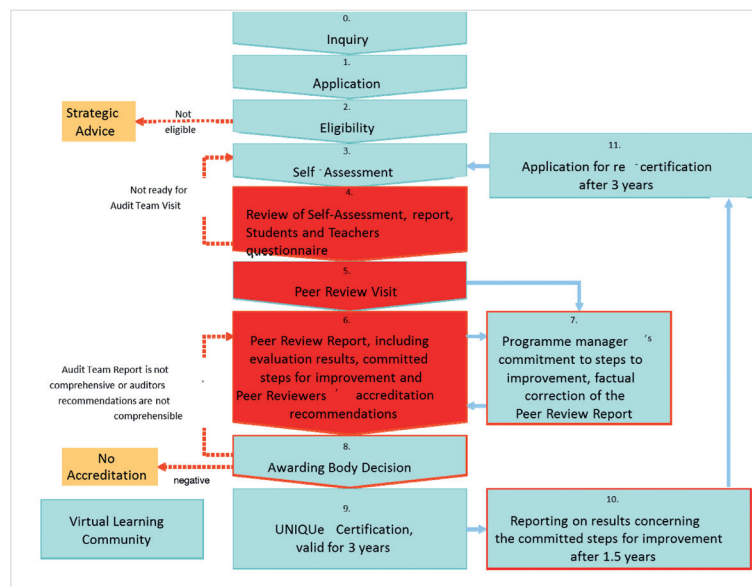 0.
Inquiry
1.
Application
2.
Eligibility
Not
eligible
Strategic
Advice
3.
Self-Assessment
11.
Application for re-certification
after 3 years
Not ready for
Audit Team Visit
4.
Review of Self-Assessment, report,
Students and Teachers
questionnaire
5.
Peer Review Visit
6.
Peer Review Report, including
evaluation results, committed
steps for improvement and
Peer Reviewers' accreditation
recommendations
7.
Programme manager's
commitment to steps to
improvement, factual
correction of the
Peer Review Report
Audit Team Report is not
comprehensive or auditors'
recommendations are not
comprehensible
8.
Awarding Body Decision
negative
No
Accreditation
9.
UNIQUe Certification,
valid for 3 years
10.
Reporting on results concerning
the committed steps for improvement
after 1.5 years
Virtual Learning
Community